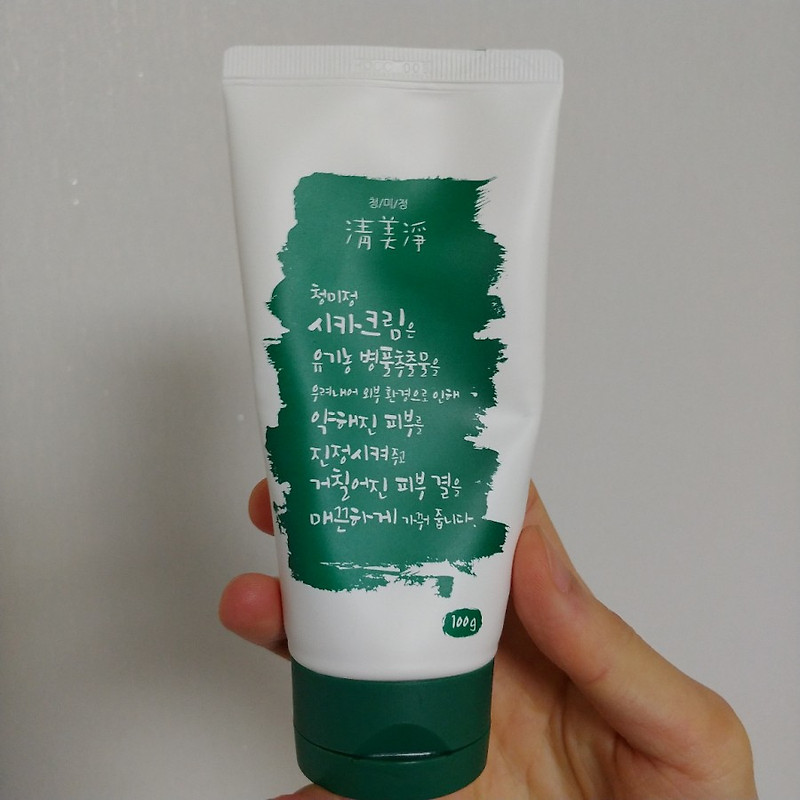 청/미/정
淸美淨
청미정
시카크림은
유기농 병풀추출물을
우려내어 외부 환경으로 인해
약해진 피부를
진정시켜주고
거칠어진 피부 결을
매끈하게 가꿔 줍니다.
100g